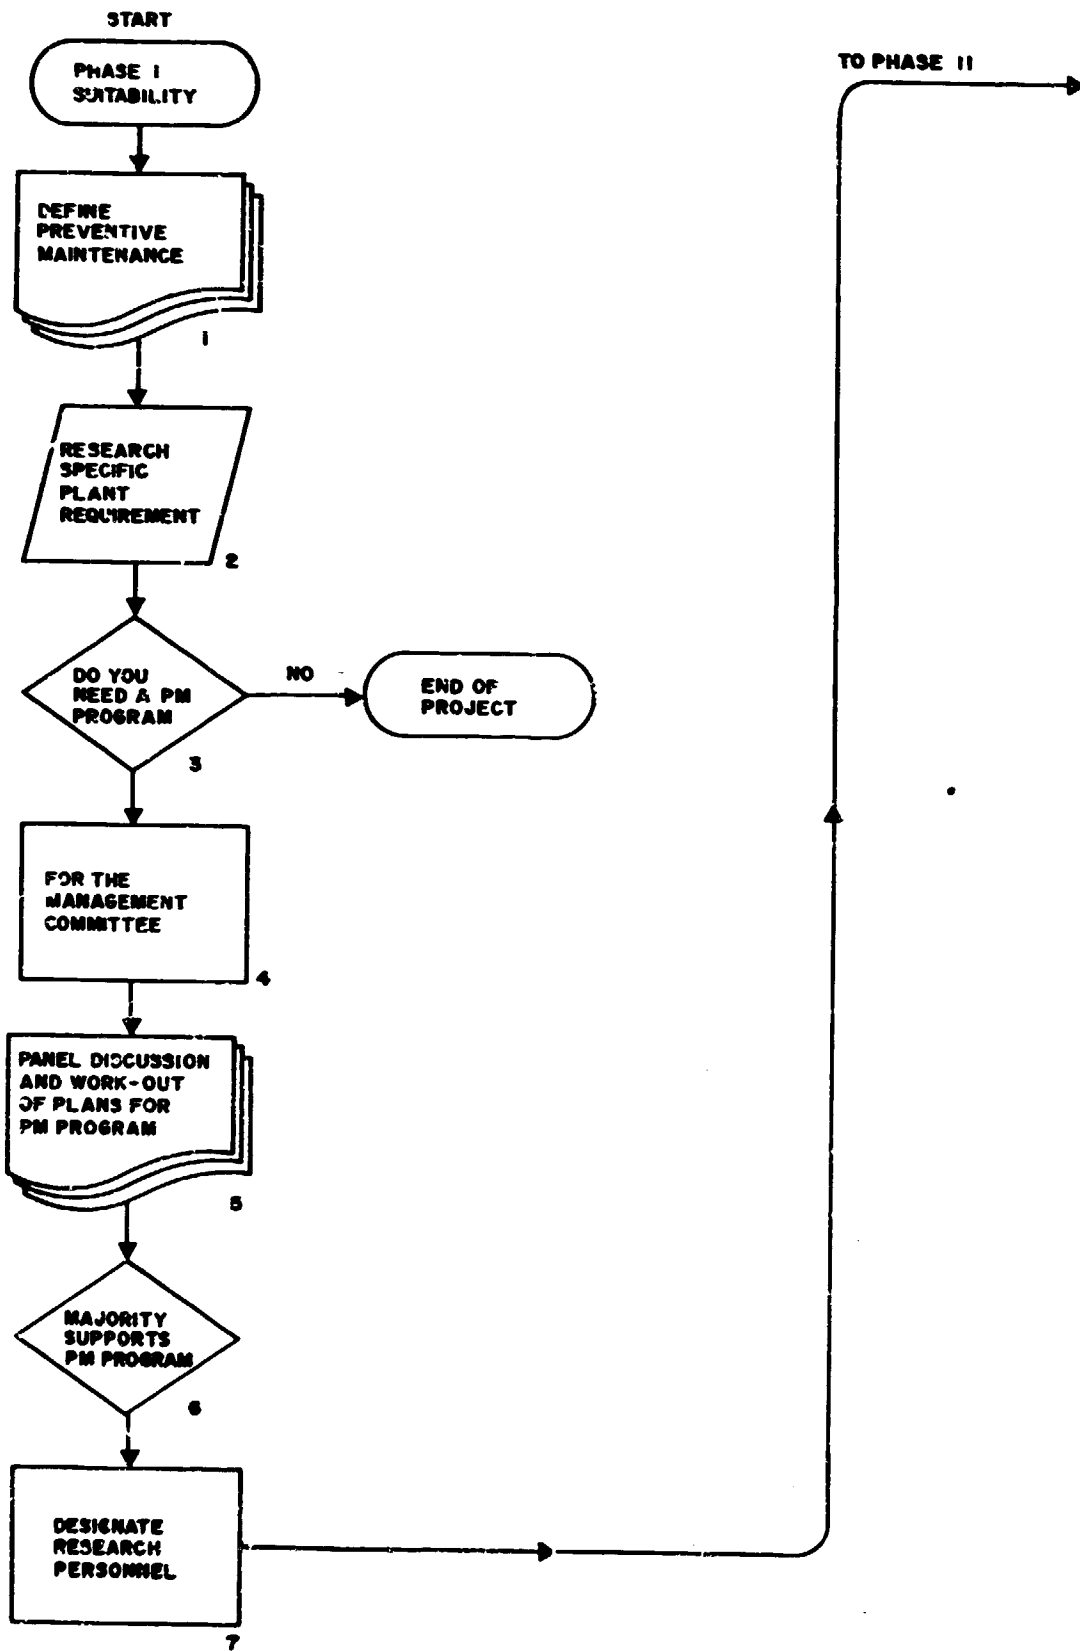 START
PHASE I
SUITABILITY
DEFINE
PREVENTIVE
MAINTENANCE
1
RESEARCH
SPECIFIC
PLANT
REQUIREMENT
2
DO YOU
NEED A PM
PROGRAM
3
NO
END OF
PROJECT
FOR THE
MANAGEMENT
COMMITTEE
4
PANEL DISCUSSION
AND WORK-OUT
OF PLANS FOR
PM PROGRAM
5
MAJORITY
SUPPORTS
PM PROGRAM
6
DESIGNATE
RESEARCH
PERSONNEL
7
TO PHASE II